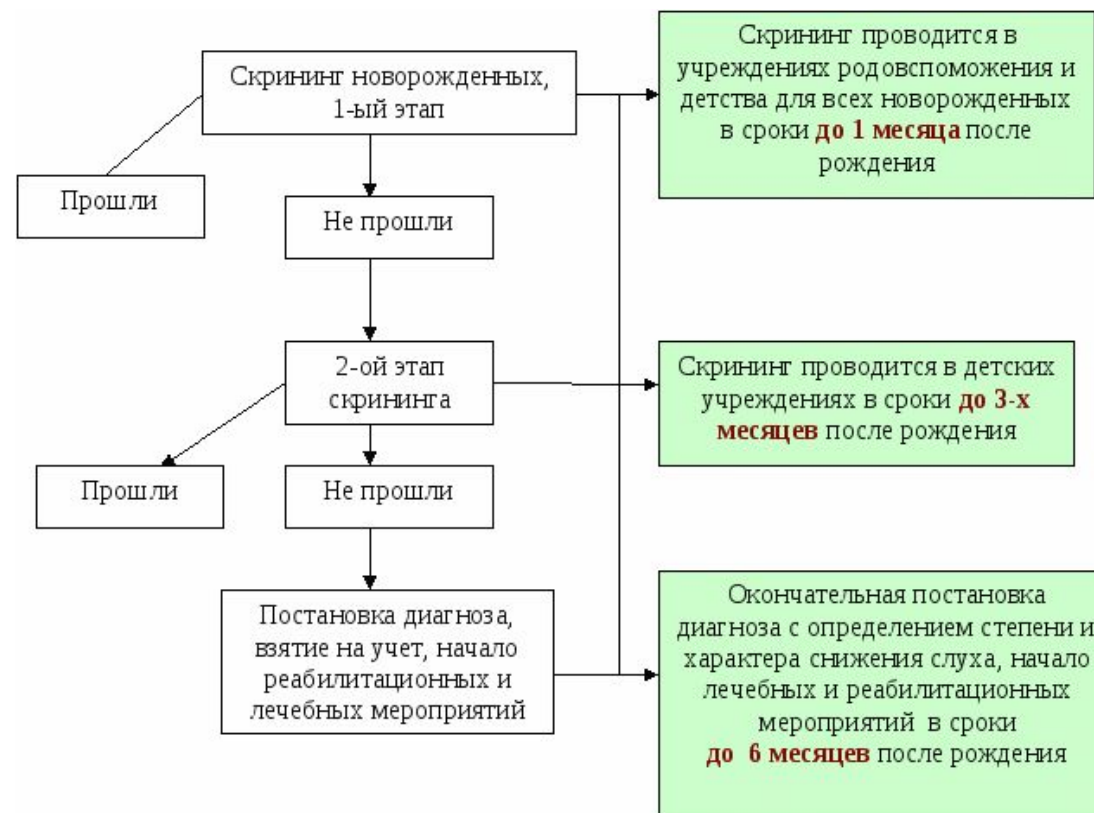 Скрининг новорожденных,
1-ый этап
Скрининг проводится в
учреждениях родовспоможения и
детства для всех новорожденных
в сроки до 1 месяца после
рождения
Прошли
Не прошли
2-ой этап
скрининга
Скрининг проводится в детских
учреждениях в сроки до 3-х
месяцев после рождения
Прошли
Не прошли
Постановка диагноза,
взятие на учет, начало
реабилитационных и
лечебных мероприятий
Окончательная постановка
диагноза с определением степени и
характера снижения слуха, начало
лечебных и реабилитационных
мероприятий в сроки
до 6 месяцев после рождения